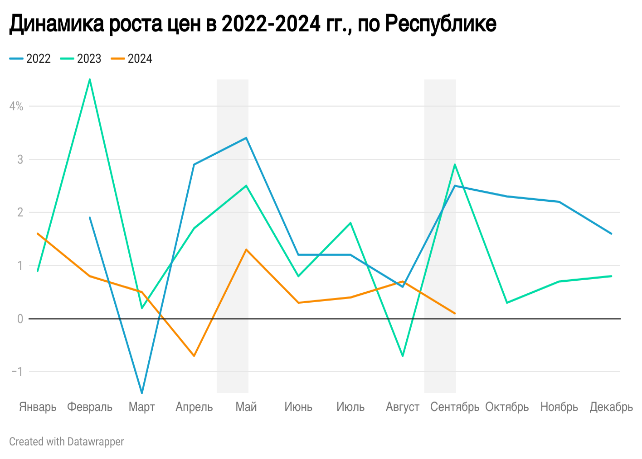 Динамика роста цен в 2022-2024 гг., по Республике
2022 2023 2024
4%
3
2
1
0
−1
Январь Февраль Март Апрель Май Июнь Июль Август Сентябрь Октябрь Ноябрь Декабрь
Created with Datawrapper